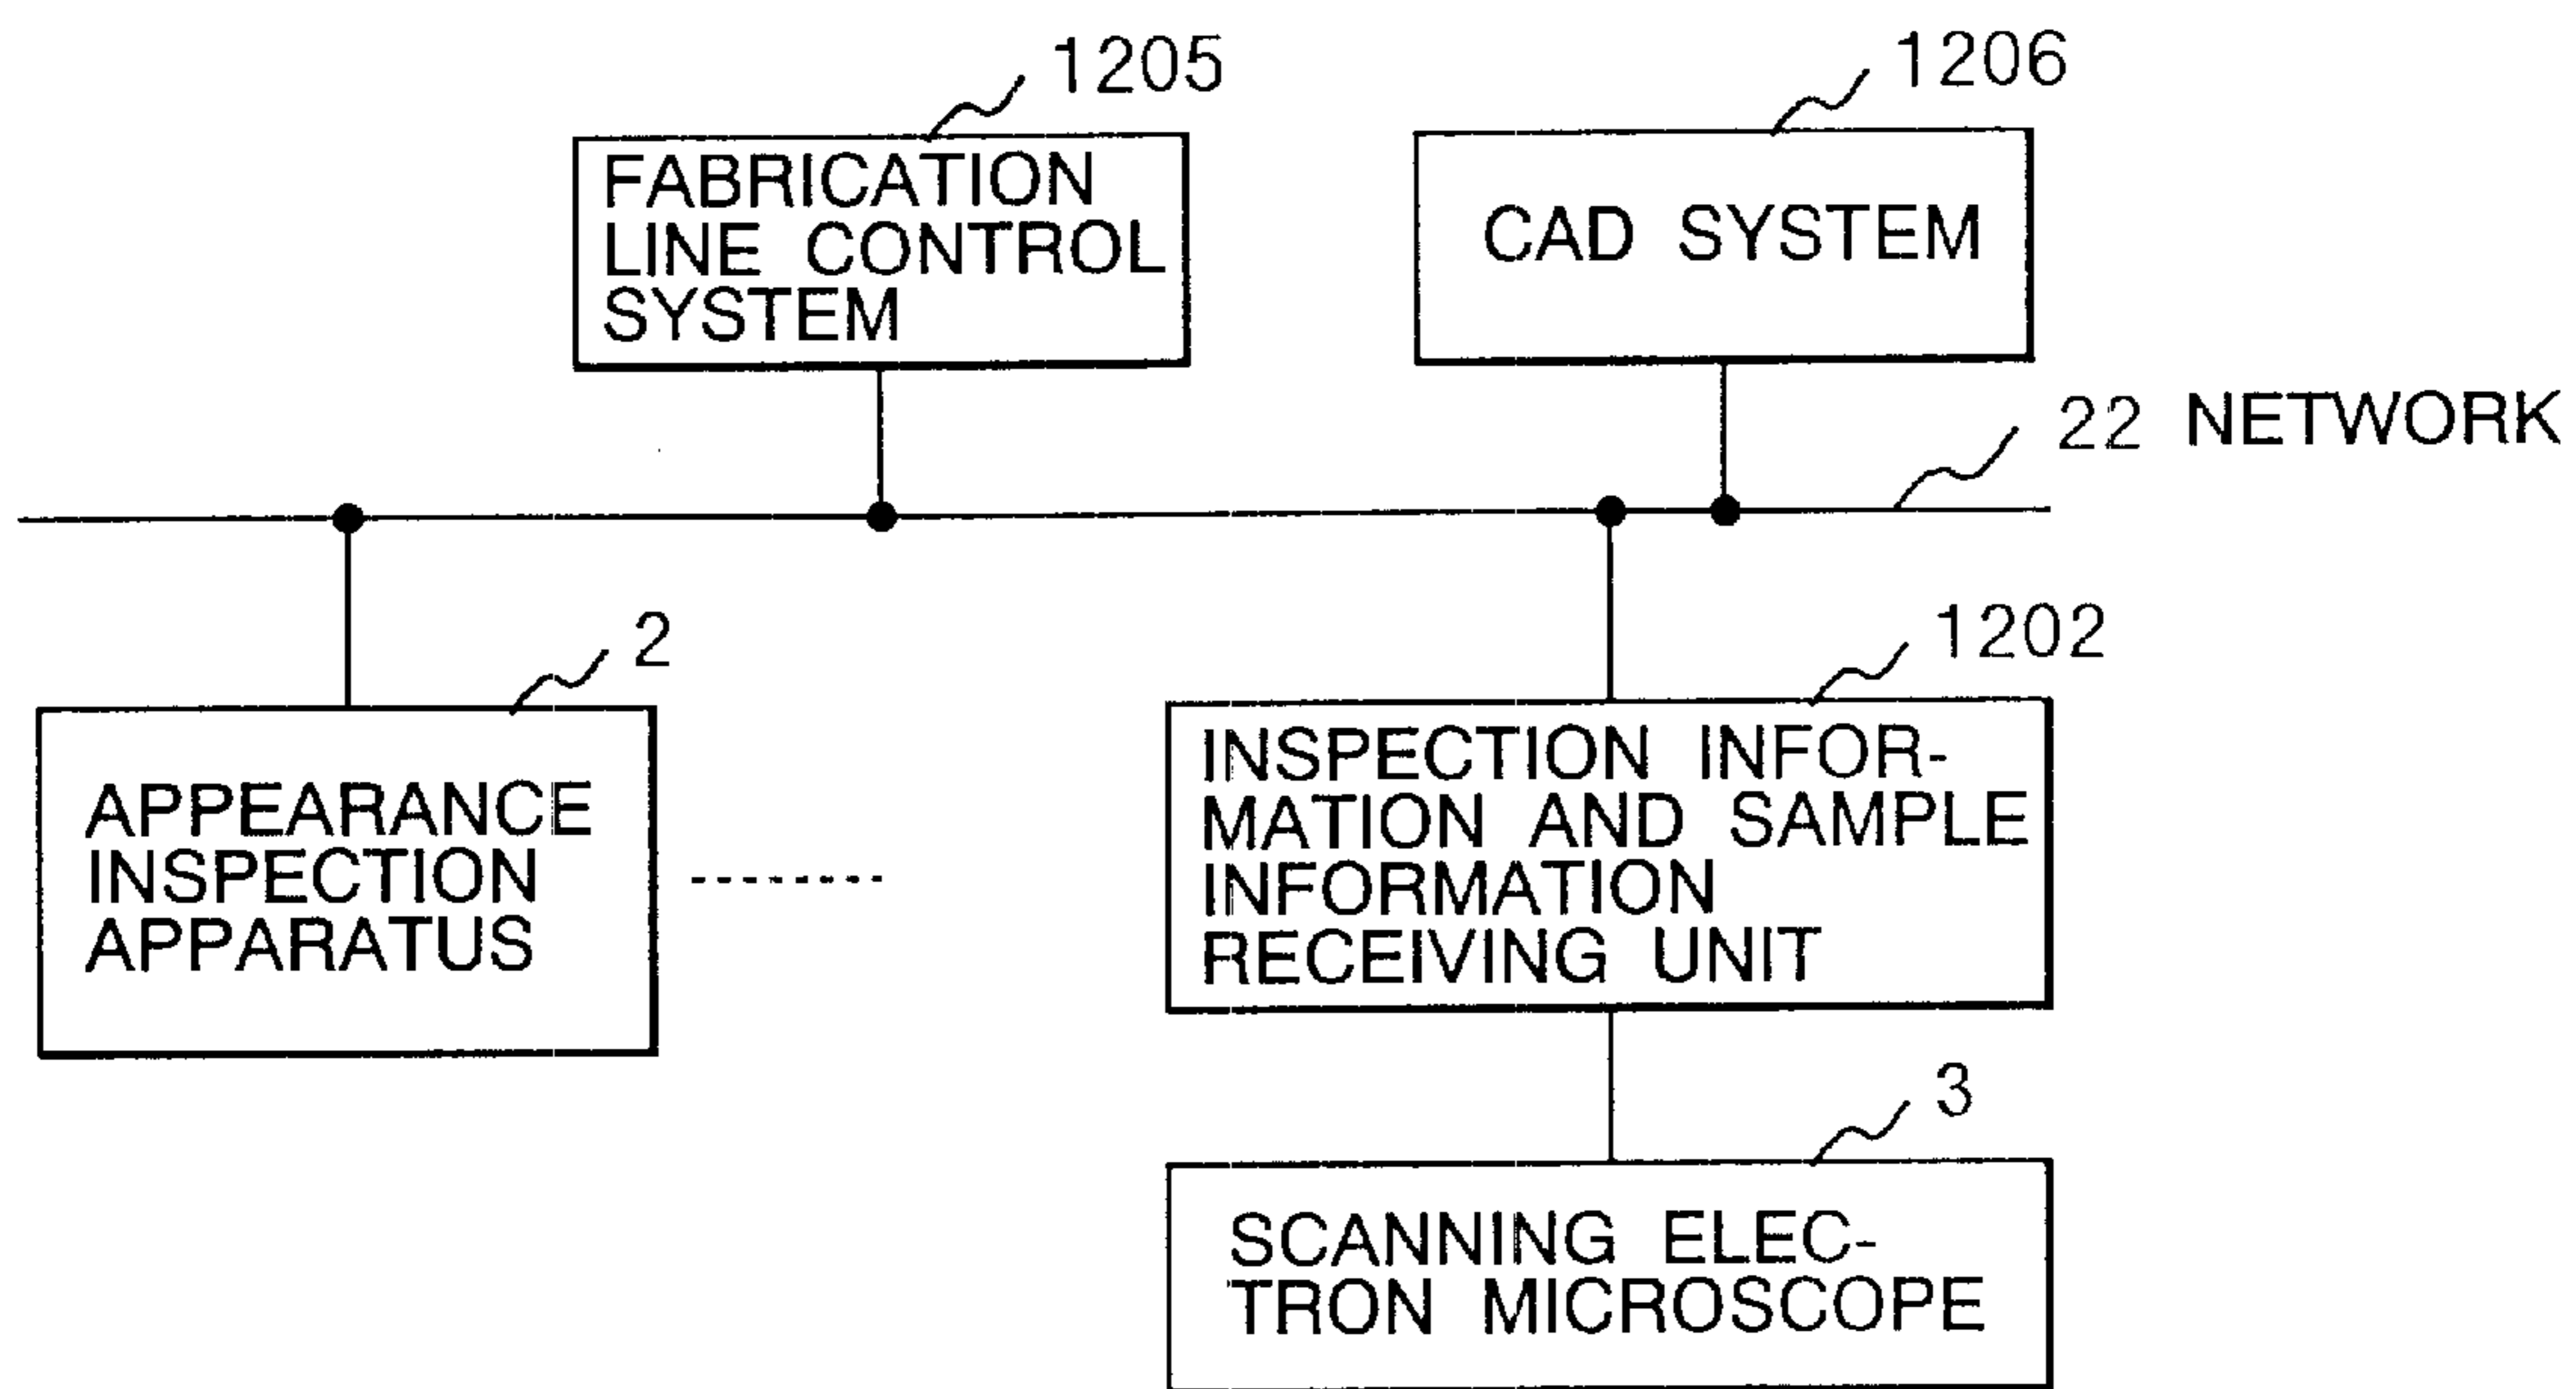 1205
1206
FABRICATION
LINE CONTROL
SYSTEM
CAD SYSTEM
22 NETWORK
2
1202
APPEARANCE
INSPECTION
APPARATUS
INSPECTION INFOR-
MATION AND SAMPLE
INFORMATION
RECEIVING UNIT
3
SCANNING ELEC-
TRON MICROSCOPE